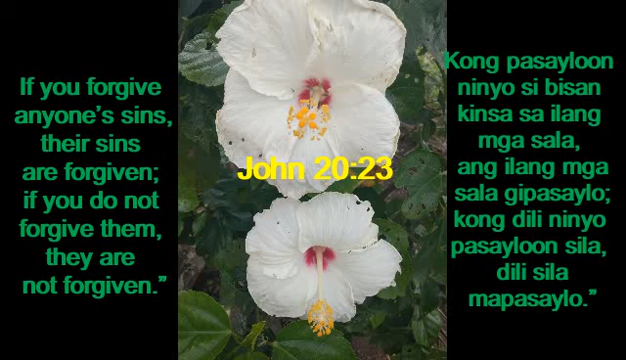 If you forgive
anyone’s sins,
their sins
are forgiven;
if you do not
forgive them,
they are
not forgiven.”
John 20:23
Kong pasayloon
ninyo si bisan
kinsa sa ilang
mga sala,
ang ilang mga
sala gipasaylo;
kong dili ninyo
pasayloon sila,
dili sila
mapasaylo.”